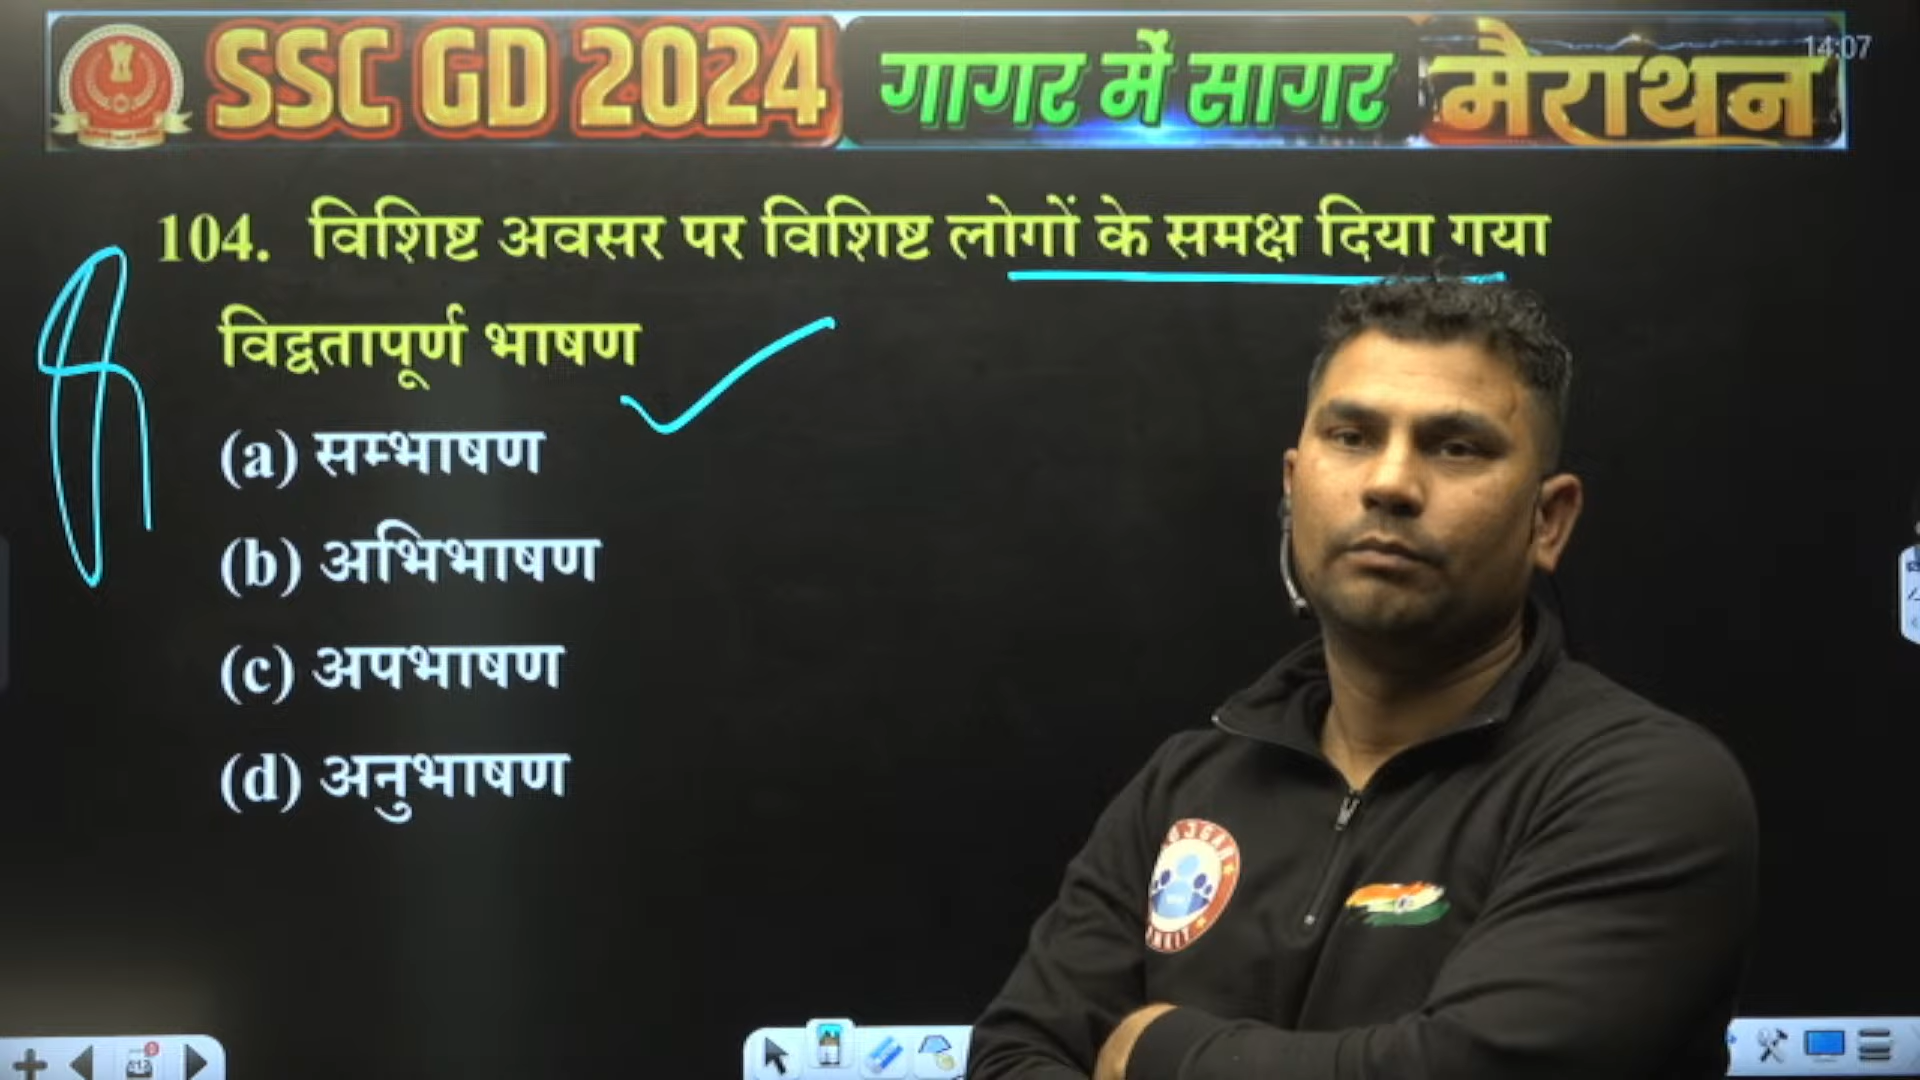 SSC GD 2024 गागर में सागर मैराथन
14:07
104. विशिष्ट अवसर पर विशिष्ट लोगों के समक्ष दिया गया
विद्वतापूर्ण भाषण
(a) सम्भाषण
(b) अभिभाषण
(c) अपभाषण
(d) अनुभाषण